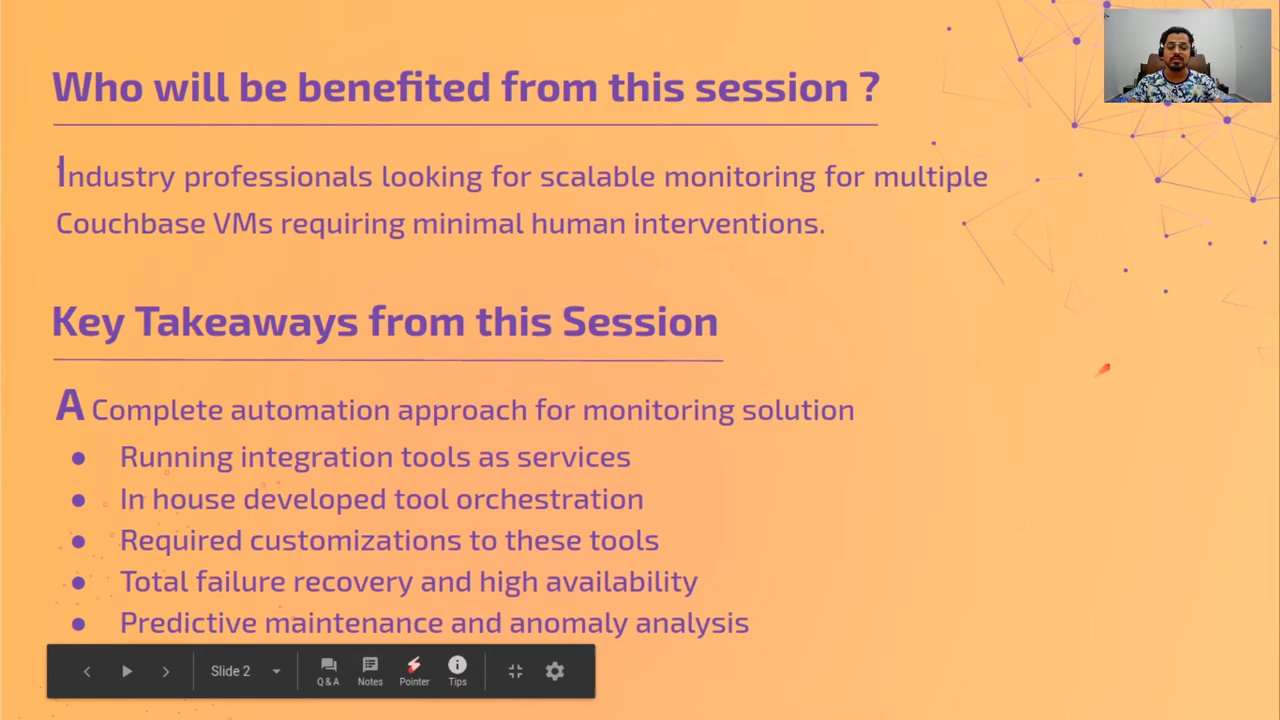 Who will be benefited from this session ?
Industry professionals looking for scalable monitoring for multiple
Couchbase VMs requiring minimal human interventions.
Key Takeaways from this Session
A Complete automation approach for monitoring solution
● Running integration tools as services
● In house developed tool orchestration
● Required customizations to these tools
● Total failure recovery and high availability
● Predictive maintenance and anomaly analysis
Slide 2
Q & A
Notes
Pointer
Tips